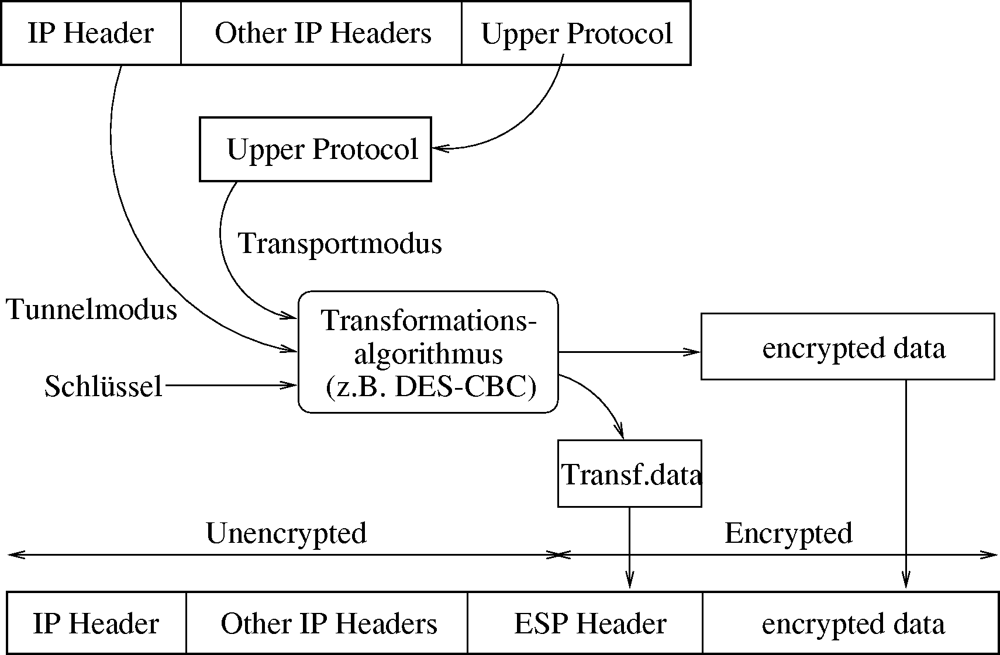 IP Header
Other IP Headers
Upper Protocol
Upper Protocol
Transportmodus
Tunnelmodus
Transformations-
algorithmus
(z.B. DES-CBC)
encrypted data
Schlüssel
Transf.data
Unencrypted
Encrypted
IP Header
Other IP Headers
ESP Header
encrypted data